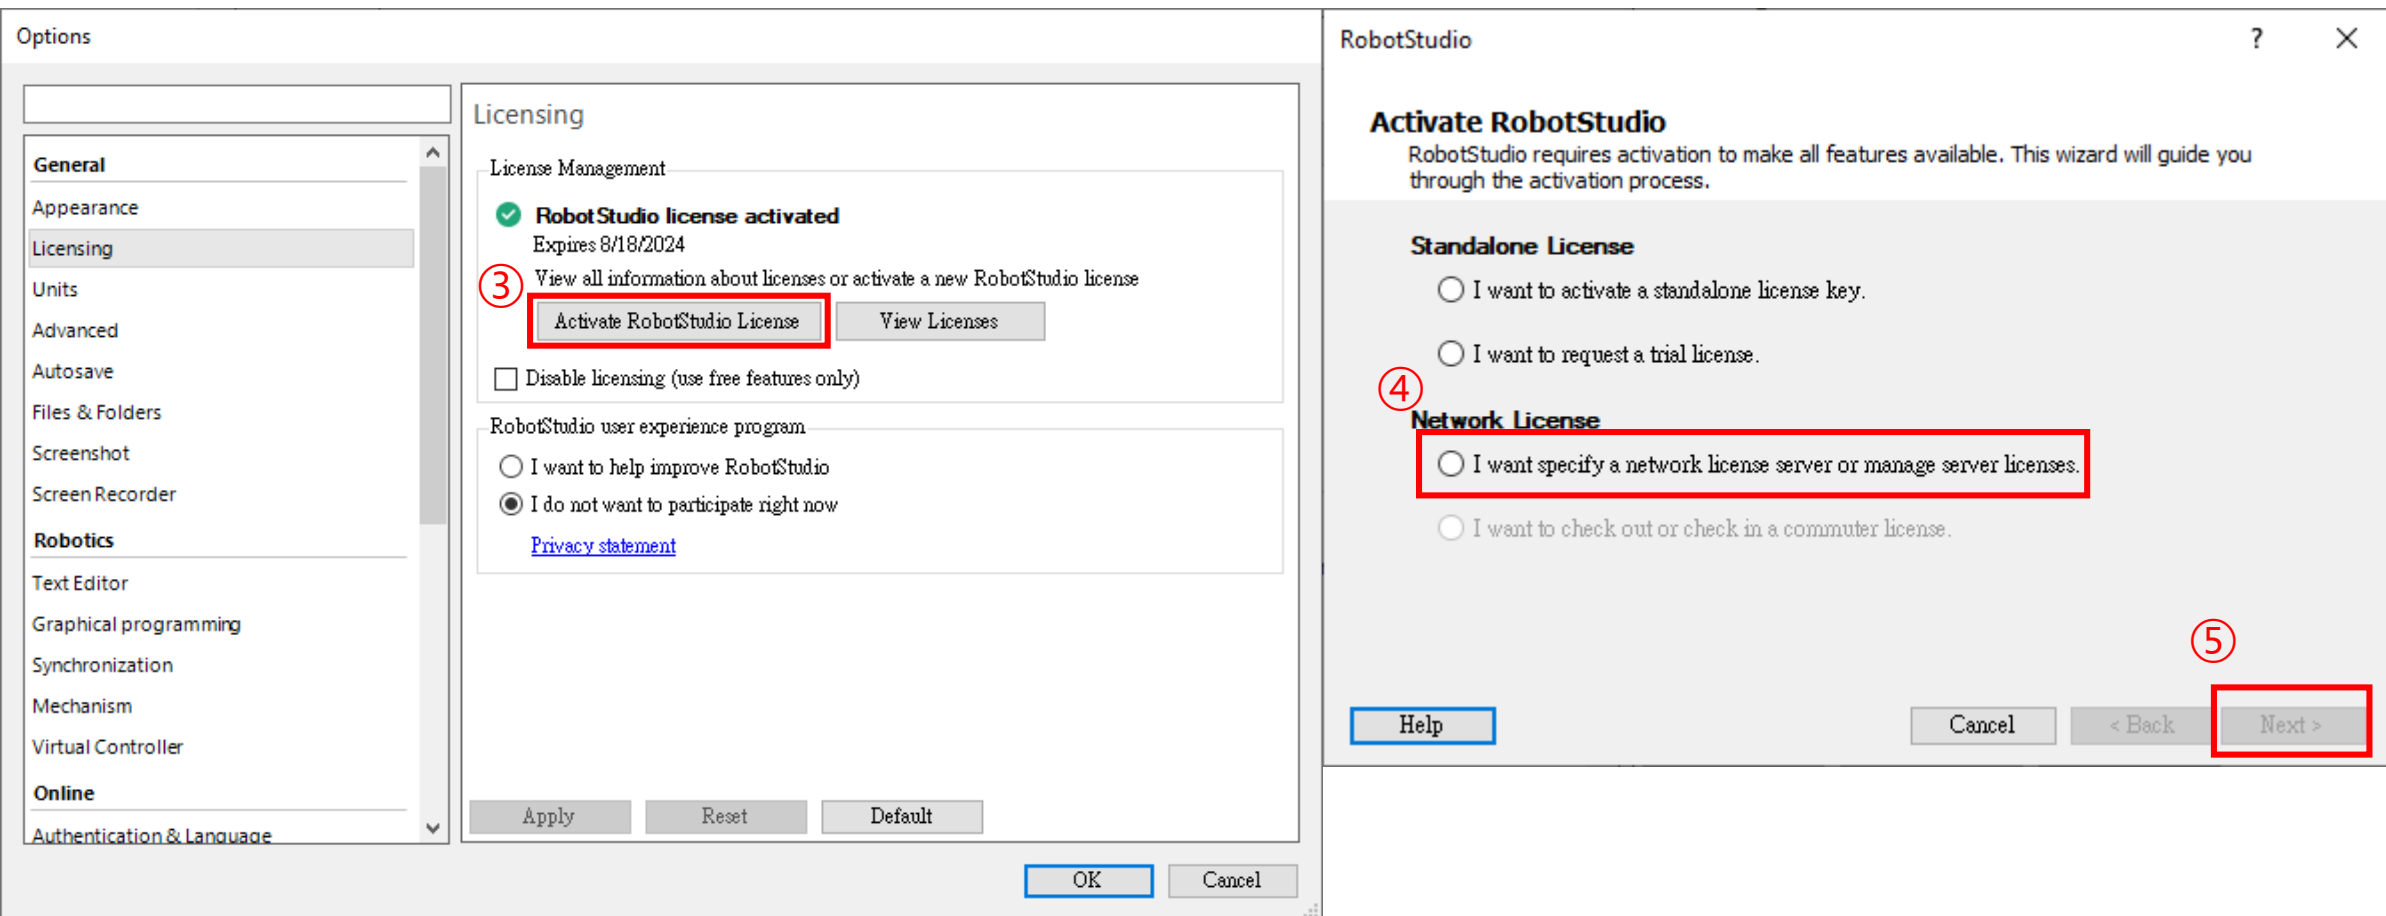 Options
General
Appearance
Licensing
Units
Advanced
Autosave
Files & Folders
Screenshot
Screen Recorder
Robotics
Text Editor
Graphical programming
Synchronization
Mechanism
Virtual Controller
Online
Authentication & Language
Licensing
License Management
RobotStudio license activated
Expires 8/18/2024
③
View all information about licenses or activate a new RobotStudio license
Activate RobotStudio License
View Licenses
Disable licensing (use free features only)
RobotStudio user experience program
I want to help improve RobotStudio
I do not want to participate right now
Privacy statement
Apply
Reset
Default
OK
Cancel
RobotStudio
?
Activate RobotStudio
RobotStudio requires activation to make all features available. This wizard will guide you
through the activation process.
Standalone License
I want to activate a standalone license key.
I want to request a trial license.
④
Network License
I want specify a network license server or manage server licenses.
I want to check out or check in a commuter license.
⑤
Help
Cancel
< Back
Next >